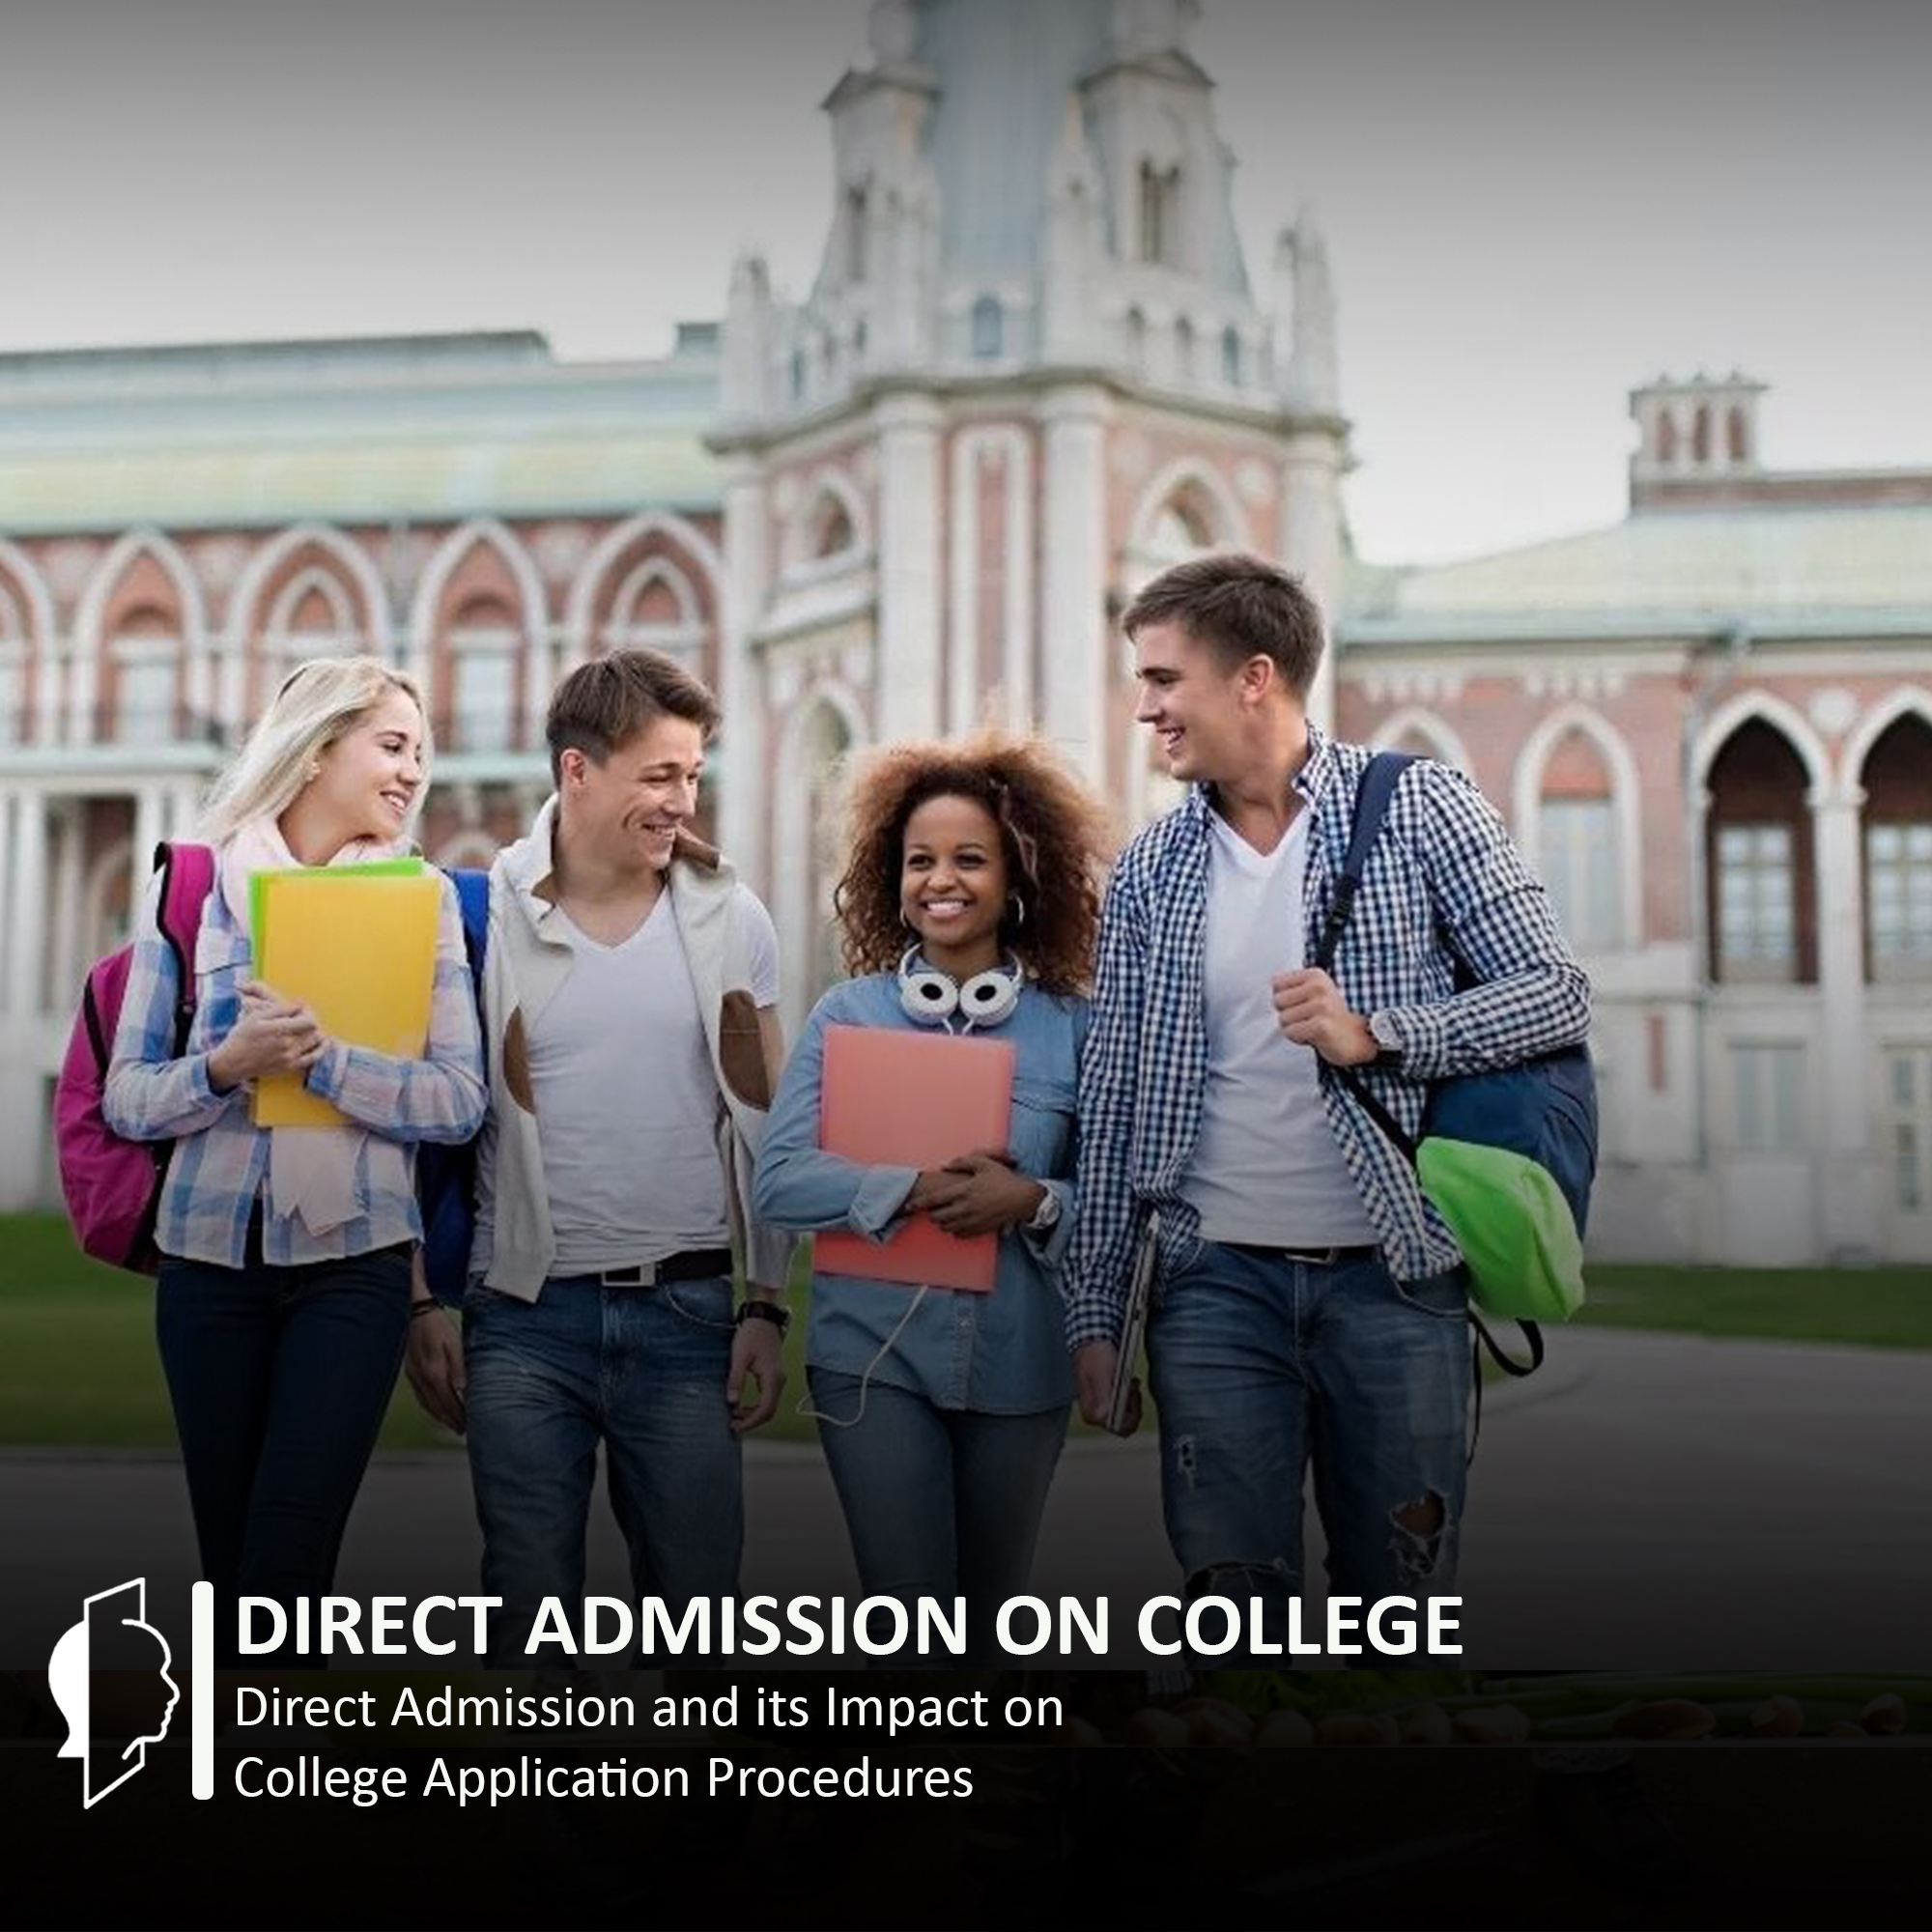 DIRECT ADMISSION ON COLLEGE
Direct Admission and its Impact on
College Application Procedures